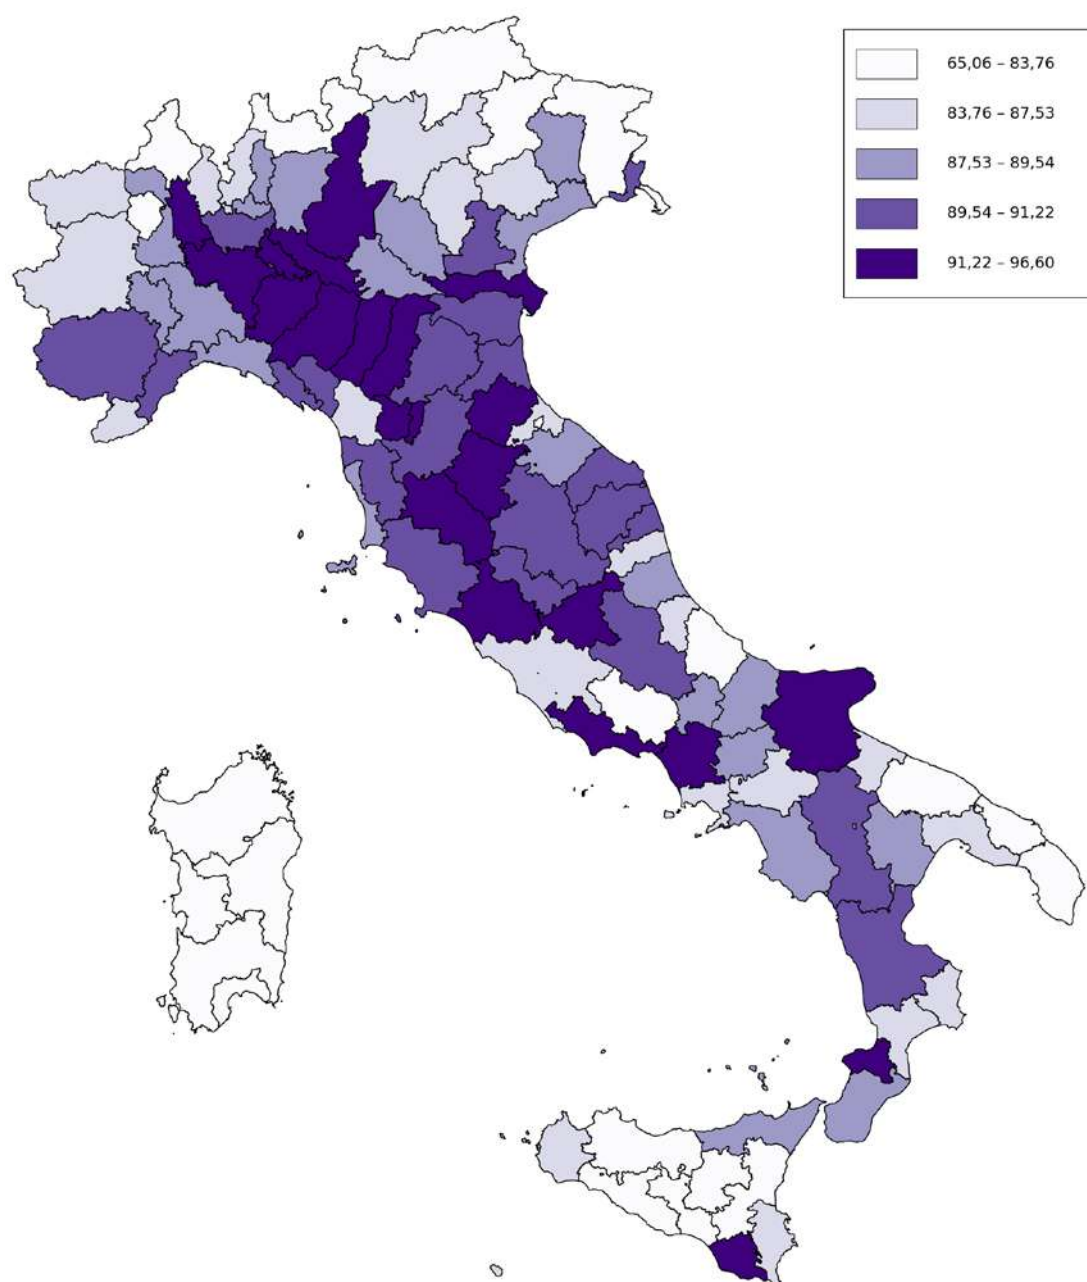 65,06 – 83,76
83,76 – 87,53
87,53 – 89,54
89,54 – 91,22
91,22 – 96,60